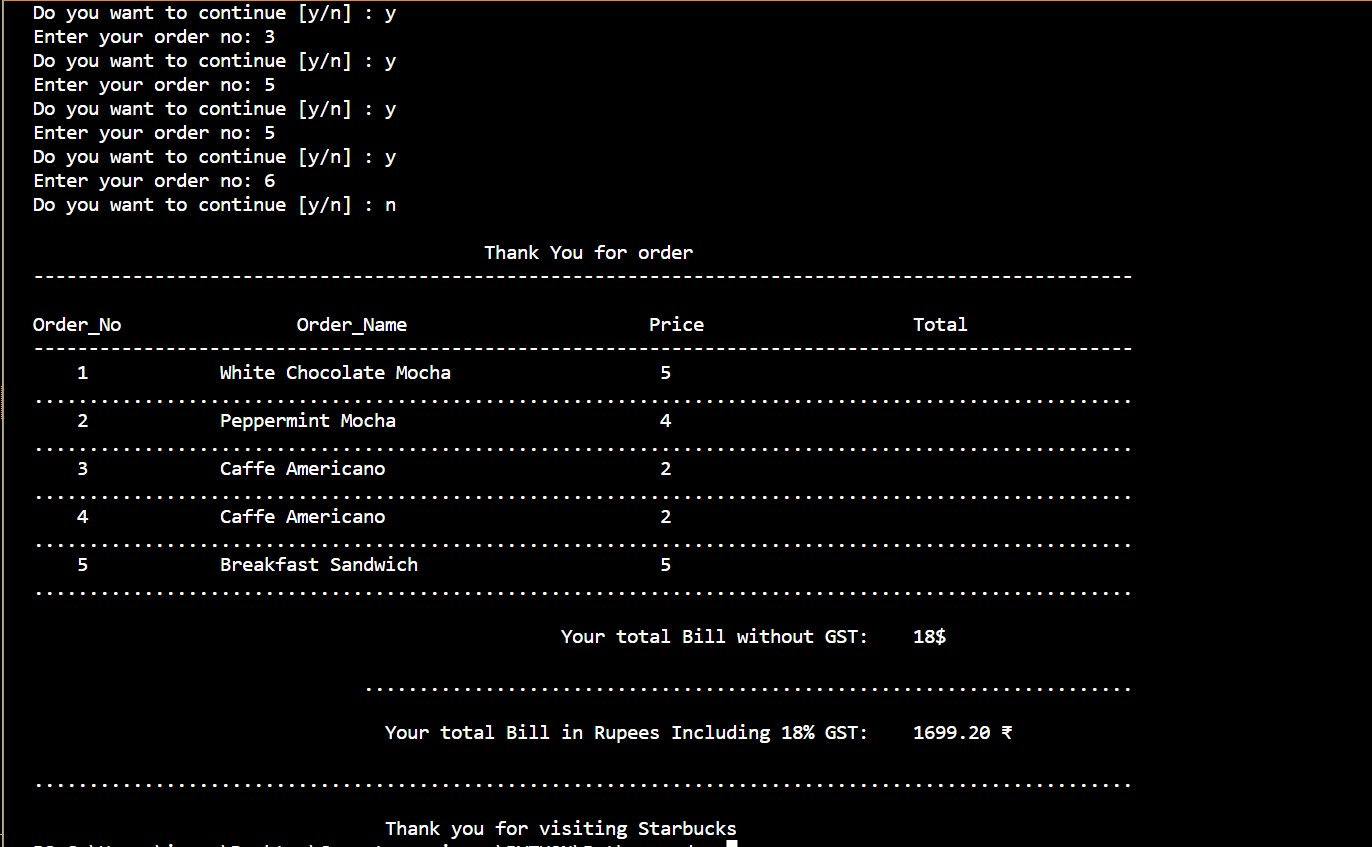 Do you want to continue [y/n] : y
Enter your order no: 3
Do you want to continue [y/n] : y
Enter your order no: 5
Do you want to continue [y/n] : y
Enter your order no: 5
Do you want to continue [y/n] : y
Enter your order no: 6
Do you want to continue [y/n] : n
Thank You for order
----------------------------------------------------------------------------------------------------
Order_No Order_Name Price Total
----------------------------------------------------------------------------------------------------
1 White Chocolate Mocha 5
....................................................................................................
2 Peppermint Mocha 4
....................................................................................................
3 Caffe Americano 2
....................................................................................................
4 Caffe Americano 2
....................................................................................................
5 Breakfast Sandwich 5
....................................................................................................
Your total Bill without GST: 18$
......................................................................
Your total Bill in Rupees Including 18% GST: 1699.20 ₹
....................................................................................................
Thank you for visiting Starbucks